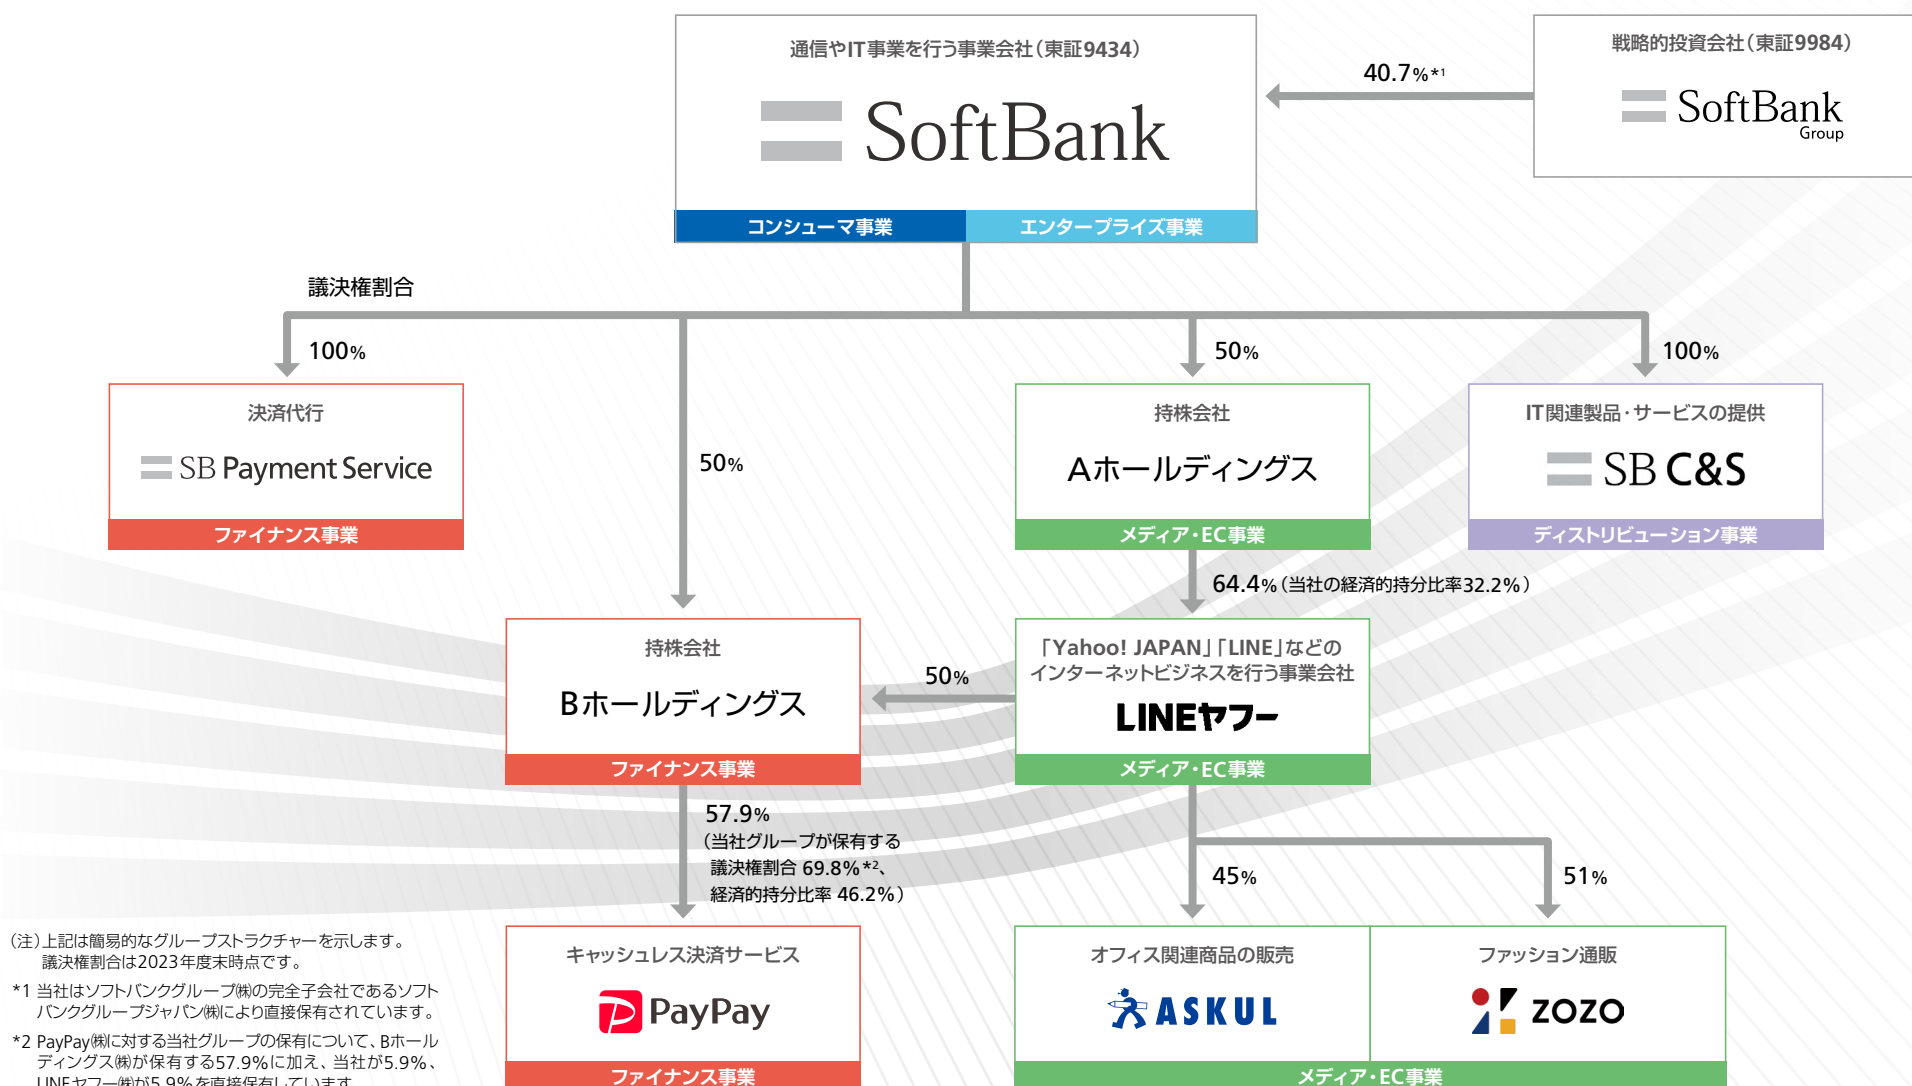 通信やIT事業を行う事業会社（東証9434）
SoftBank
コンシューマ事業
エンタープライズ事業
40.7%*1
戦略的投資会社（東証9984）
SoftBank
Group
議決権割合
100%
50%
50%
100%
決済代行
SB Payment Service
ファイナンス事業
持株会社
Aホールディングス
メディア・EC事業
IT関連製品・サービスの提供
SB C&S
ディストリビューション事業
64.4%（当社の経済的持分比率32.2%）
持株会社
Bホールディングス
ファイナンス事業
50%
「Yahoo! JAPAN」「LINE」などの
インターネットビジネスを行う事業会社
LINEヤフー
メディア・EC事業
57.9%
（当社グループが保有する
議決権割合 69.8%*2、
経済的持分比率 46.2%）
45%
51%
キャッシュレス決済サービス
PayPay
ファイナンス事業
オフィス関連商品の販売
ASKUL
ファッション通販
ZOZO
メディア・EC事業
（注）上記は簡易的なグループストラクチャーを示します。
議決権割合は2023年度末時点です。
*1 当社はソフトバンクグループ㈱の完全子会社であるソフト
バンクグループジャパン㈱により直接保有されています。
*2 PayPay㈱に対する当社グループの保有について、Bホール
ディングス㈱が保有する57.9%に加え、当社が5.9%、
LINEヤフー㈱が5.9%を直接保有しています。